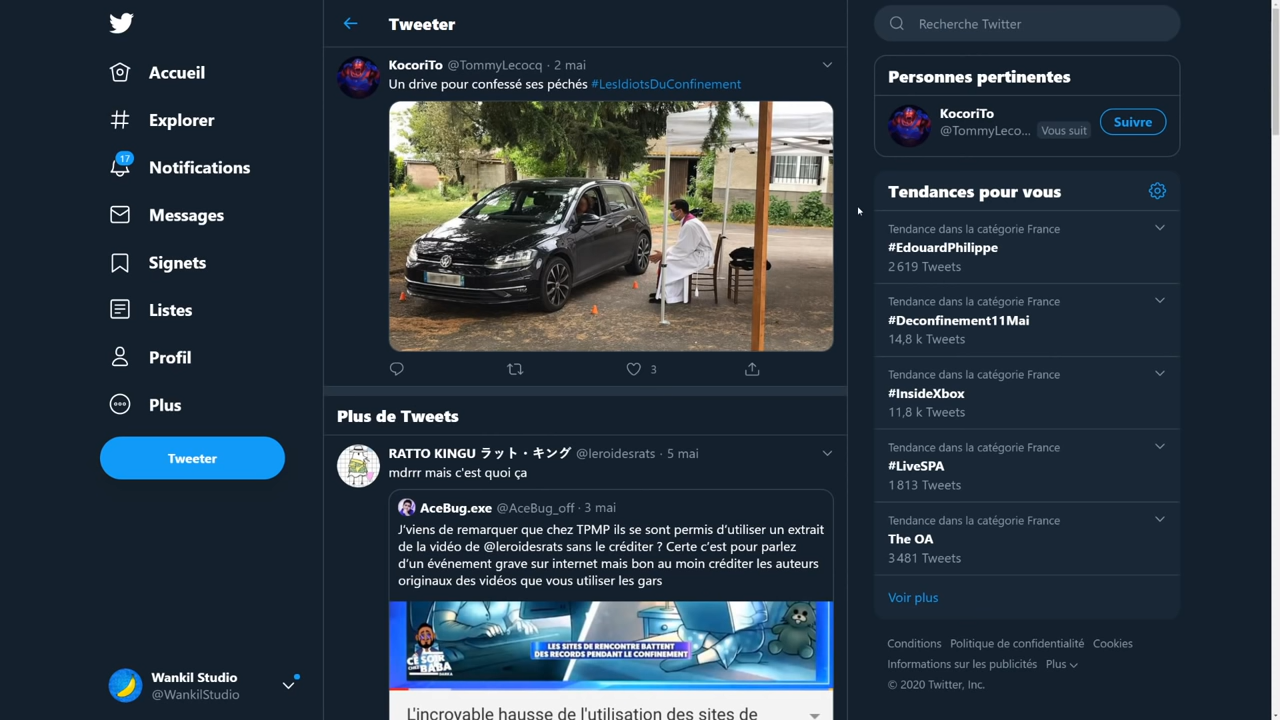 Accueil
Explorer
17
Notifications
Messages
Signets
Listes
Profil
Plus
Tweeter
Wankil Studio
@WankilStudio
Tweeter
KocoriTo @TommyLecocq · 2 mai
Un drive pour confessé ses péchés #LesIdiotsDuConfinement
3
Plus de Tweets
RATTO KINGU ラット・キング @leroidesrats · 5 mai
mdrrr mais c'est quoi ça
AceBug.exe @AceBug_off · 3 mai
J'viens de remarquer que chez TPMP ils se sont permis d'utiliser un extrait
de la vidéo de @leroidesrats sans le créditer ? Certe c'est pour parlez
d'un événement grave sur internet mais bon au moin créditer les auteurs
originaux des vidéos que vous utiliser les gars
CE SOIR
CHEZ
BABA
LES SITES DE RENCONTRE BATTENT
DES RECORDS PENDANT LE CONFINEMENT
L'incroyable hausse de l'utilisation des sites de
Recherche Twitter
Personnes pertinentes
KocoriTo
@TommyLeco... Vous suit
Suivre
Tendances pour vous
Tendance dans la catégorie France
#EdouardPhilippe
2 619 Tweets
Tendance dans la catégorie France
#Deconfinement11Mai
14,8 k Tweets
Tendance dans la catégorie France
#InsideXbox
11,8 k Tweets
Tendance dans la catégorie France
#LiveSPA
1 813 Tweets
Tendance dans la catégorie France
The OA
3 481 Tweets
Voir plus
Conditions Politique de confidentialité Cookies
Informations sur les publicités Plus
© 2020 Twitter, Inc.